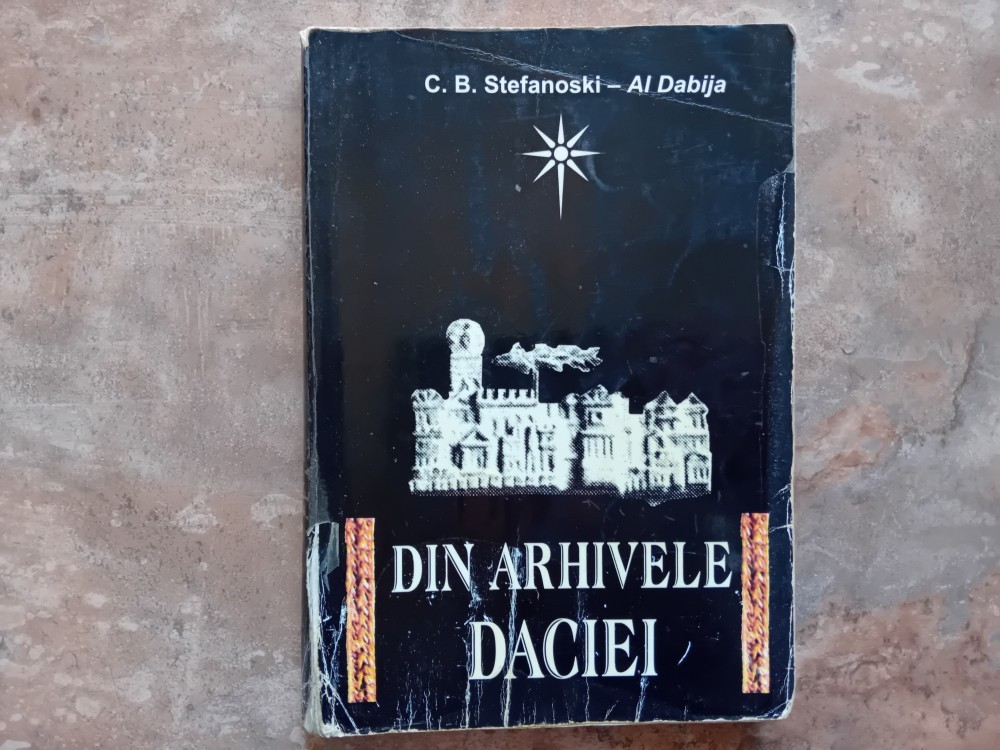 C. B. Stefanoski – Al Dabija
DIN ARHIVELE
DACIEI